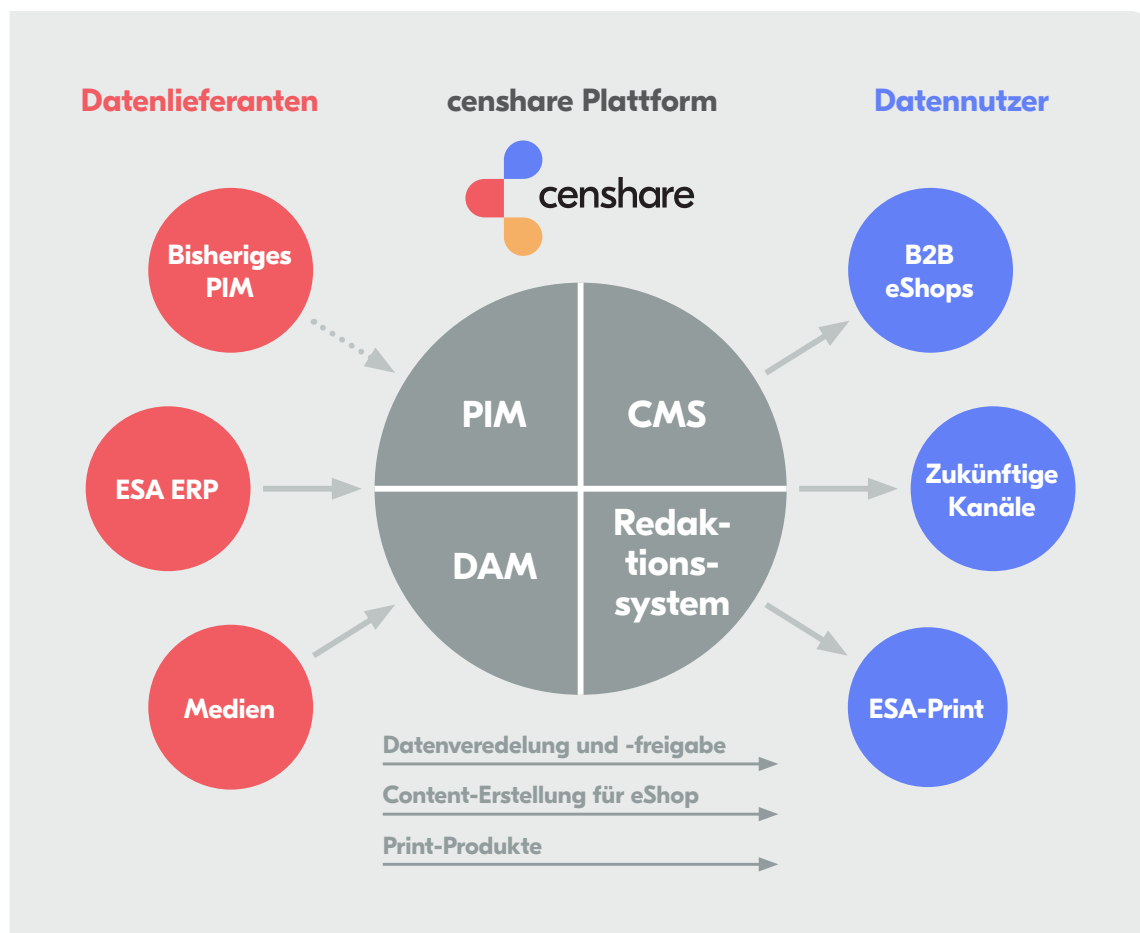 Datenlieferanten
censhare Plattform
Datennutzer
censhare
Bisheriges
PIM
B2B
eShops
PIM
CMS
ESA ERP
Zukünftige
Kanäle
DAM
Redak-
tions-
system
Medien
ESA-Print
Datenveredelung und -freigabe
Content-Erstellung für eShop
Print-Produkte